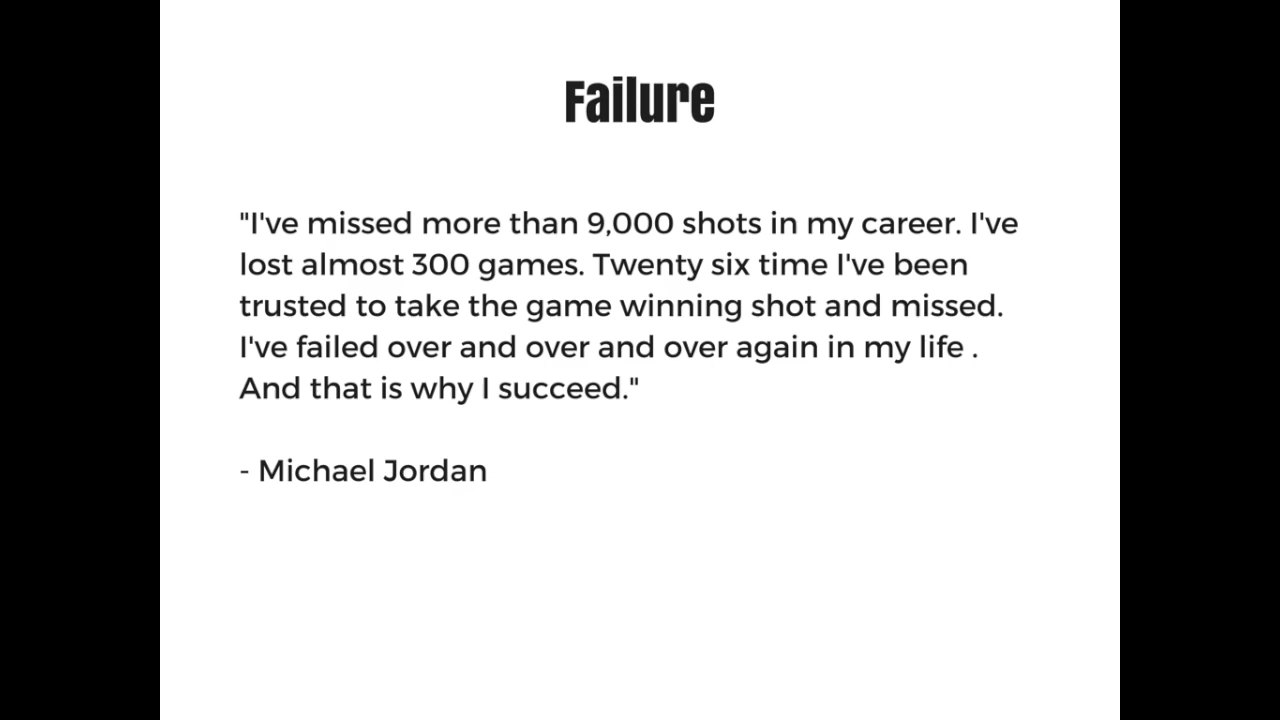 Failure
"I've missed more than 9,000 shots in my career. I've
lost almost 300 games. Twenty six time I've been
trusted to take the game winning shot and missed.
I've failed over and over and over again in my life .
And that is why I succeed."
- Michael Jordan